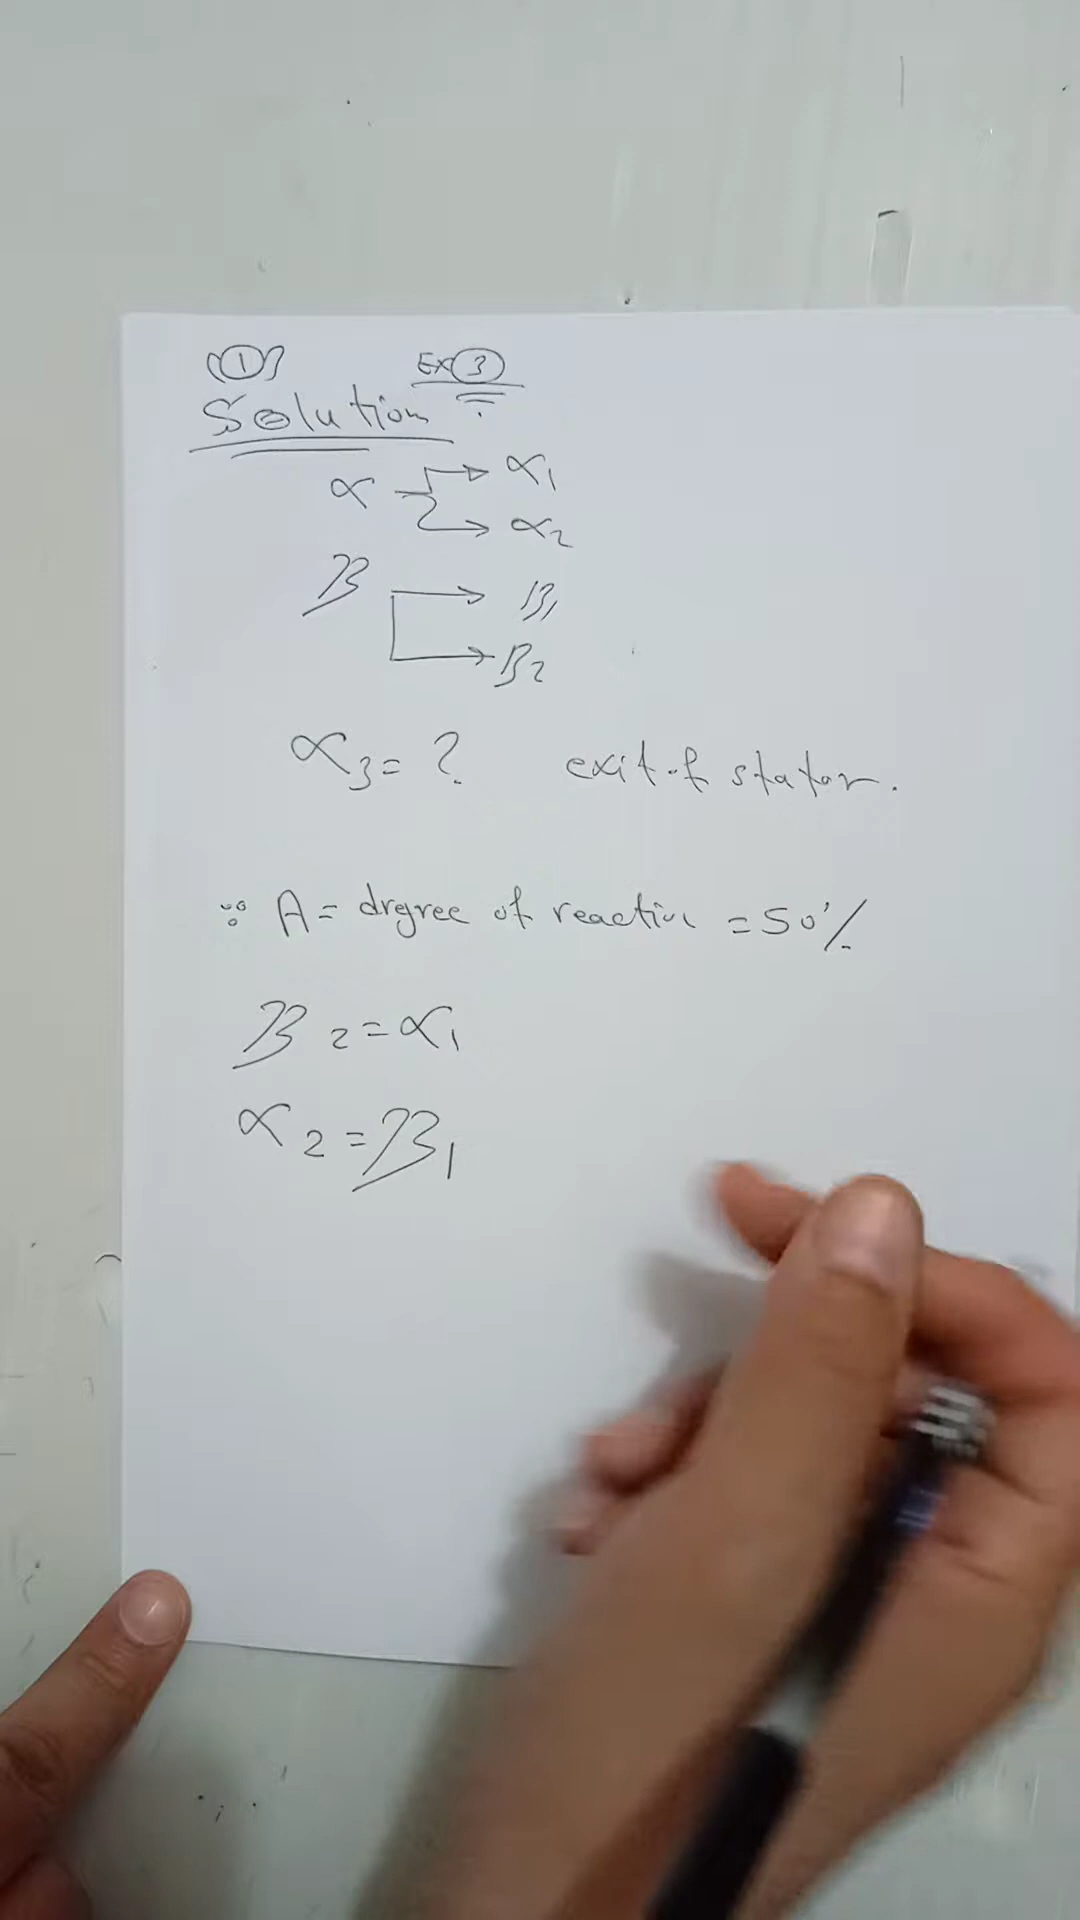 (1) Ex 3
Solution
α → α1
→ α2
β → β1
→ β2
α3 = ? exit of stator.
∵ Λ = drgree of reaction = 50%
β2 = α1
α2 = β1